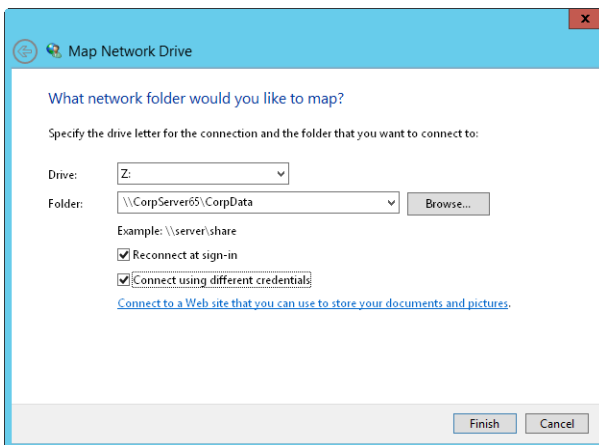 x
Map Network Drive
What network folder would you like to map?
Specify the drive letter for the connection and the folder that you want to connect to:
Drive: Z:
Folder: \\CorpServer65\CorpData Browse...
Example: \\server\share
Reconnect at sign-in
Connect using different credentials
Connect to a Web site that you can use to store your documents and pictures.
Finish Cancel